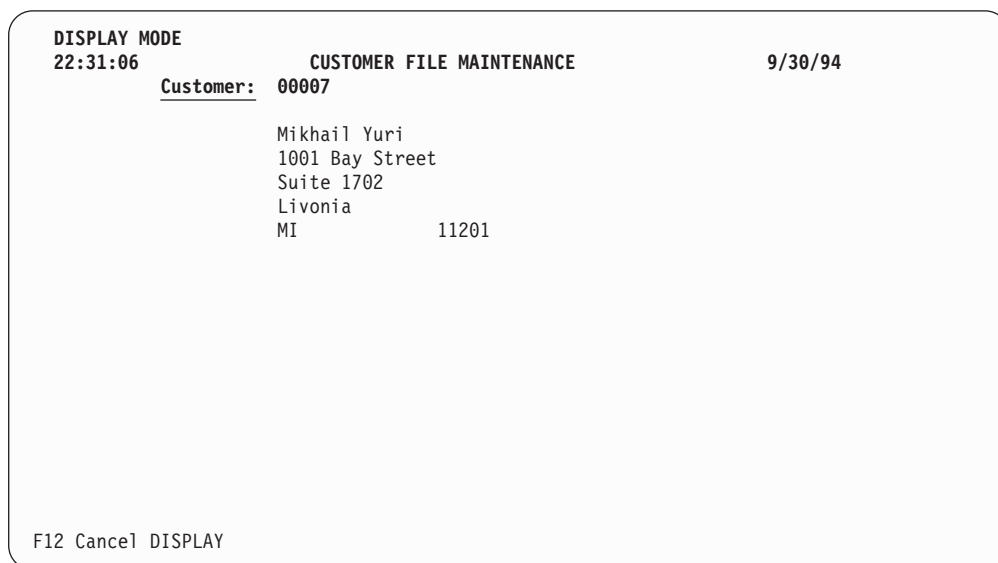 DISPLAY MODE
22:31:06 CUSTOMER FILE MAINTENANCE 9/30/94
Customer: 00007
Mikhail Yuri
1001 Bay Street
Suite 1702
Livonia
MI 11201
F12 Cancel DISPLAY